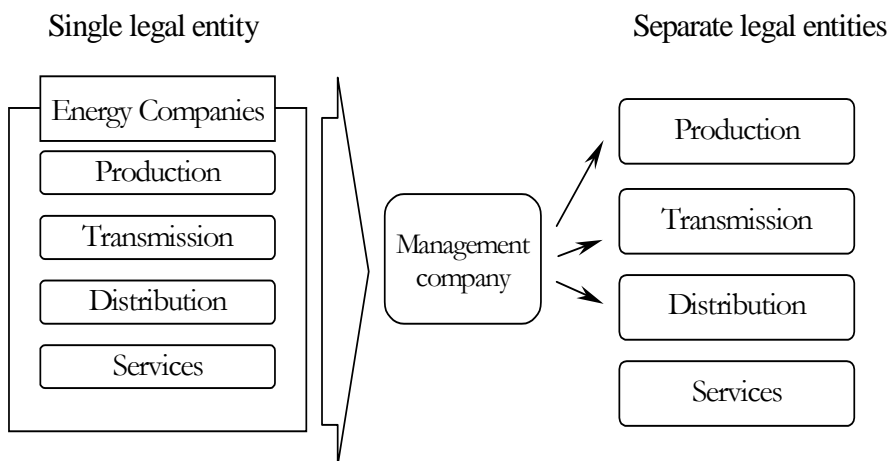 Single legal entity
Separate legal entities
Energy Companies
Production
Transmission
Distribution
Services
Management
company
Production
Transmission
Distribution
Services